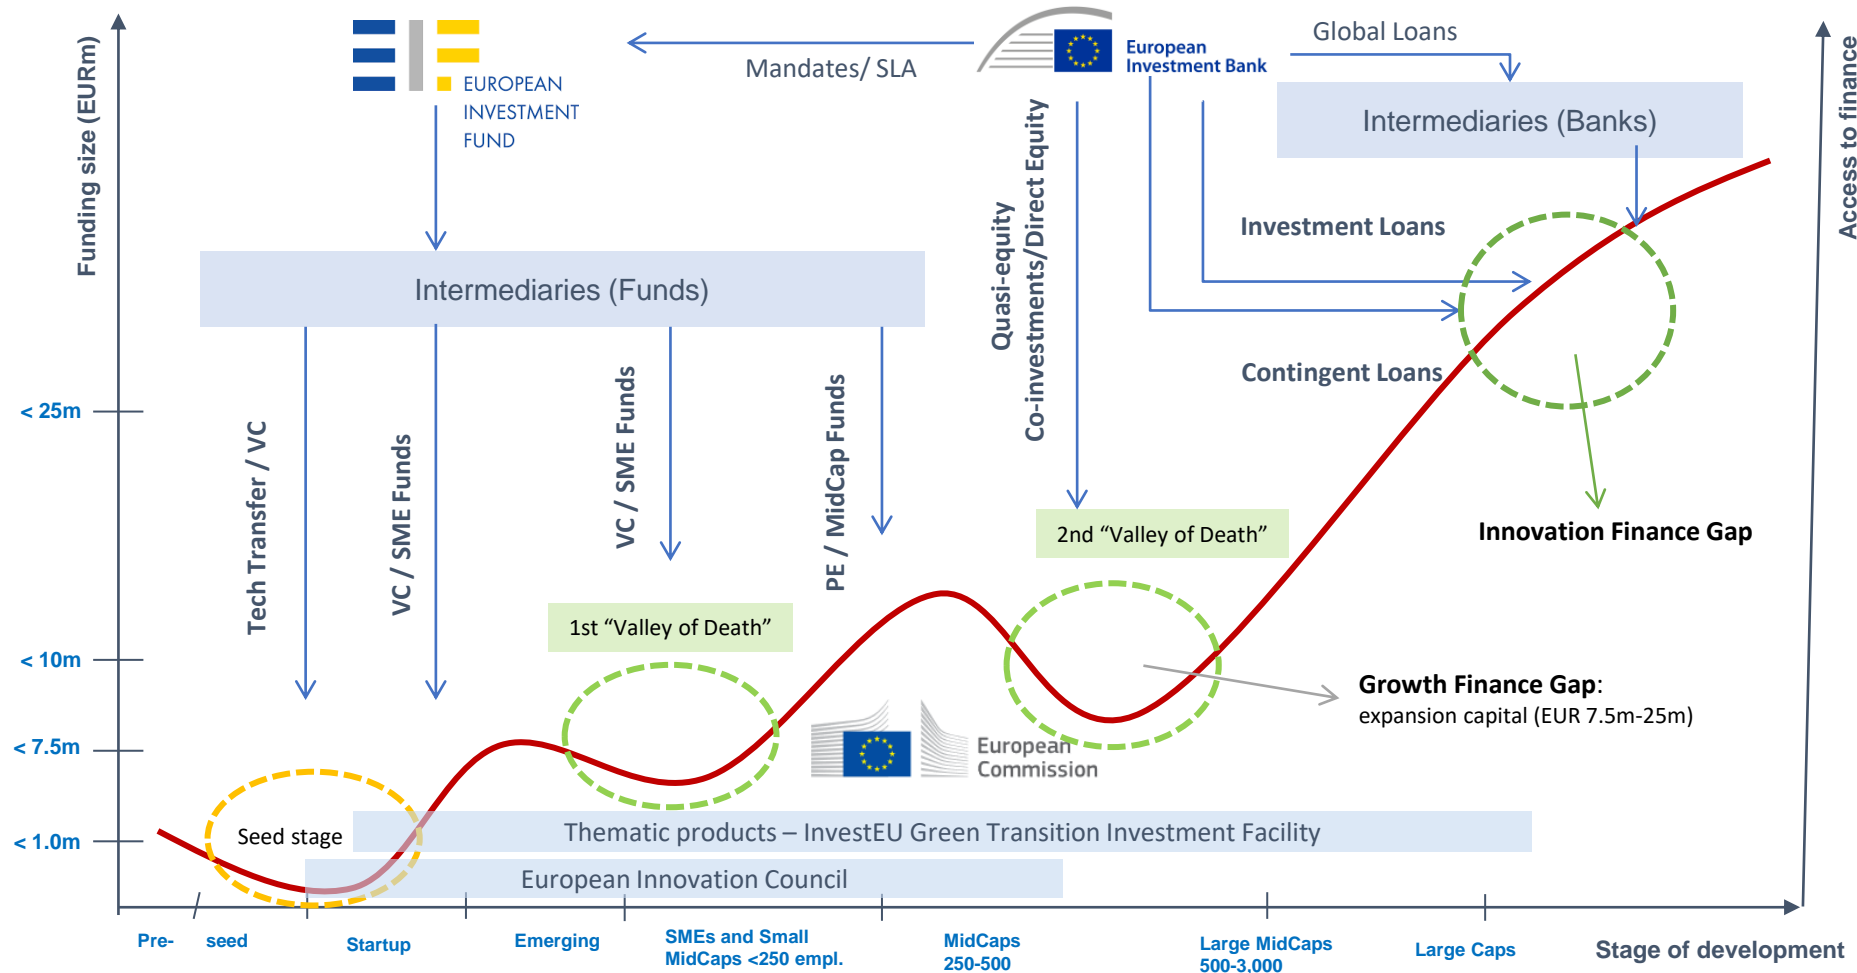 Funding size (EURm)
EUROPEAN
INVESTMENT
FUND
Mandates/ SLA
European
Investment Bank
Global Loans
Intermediaries (Banks)
Access to finance
Intermediaries (Funds)
Quasi-equity
Co-investments/Direct Equity
Investment Loans
Contingent Loans
< 25m
Tech Transfer / VC
VC / SME Funds
VC / SME Funds
PE / MidCap Funds
2nd “Valley of Death”
Innovation Finance Gap
1st “Valley of Death”
< 10m
Growth Finance Gap:
expansion capital (EUR 7.5m-25m)
< 7.5m
European
Commission
Seed stage
Thematic products – InvestEU Green Transition Investment Facility
< 1.0m
European Innovation Council
Pre- seed
Startup
Emerging
SMEs and Small
MidCaps <250 empl.
MidCaps
250-500
Large MidCaps
500-3,000
Large Caps
Stage of development